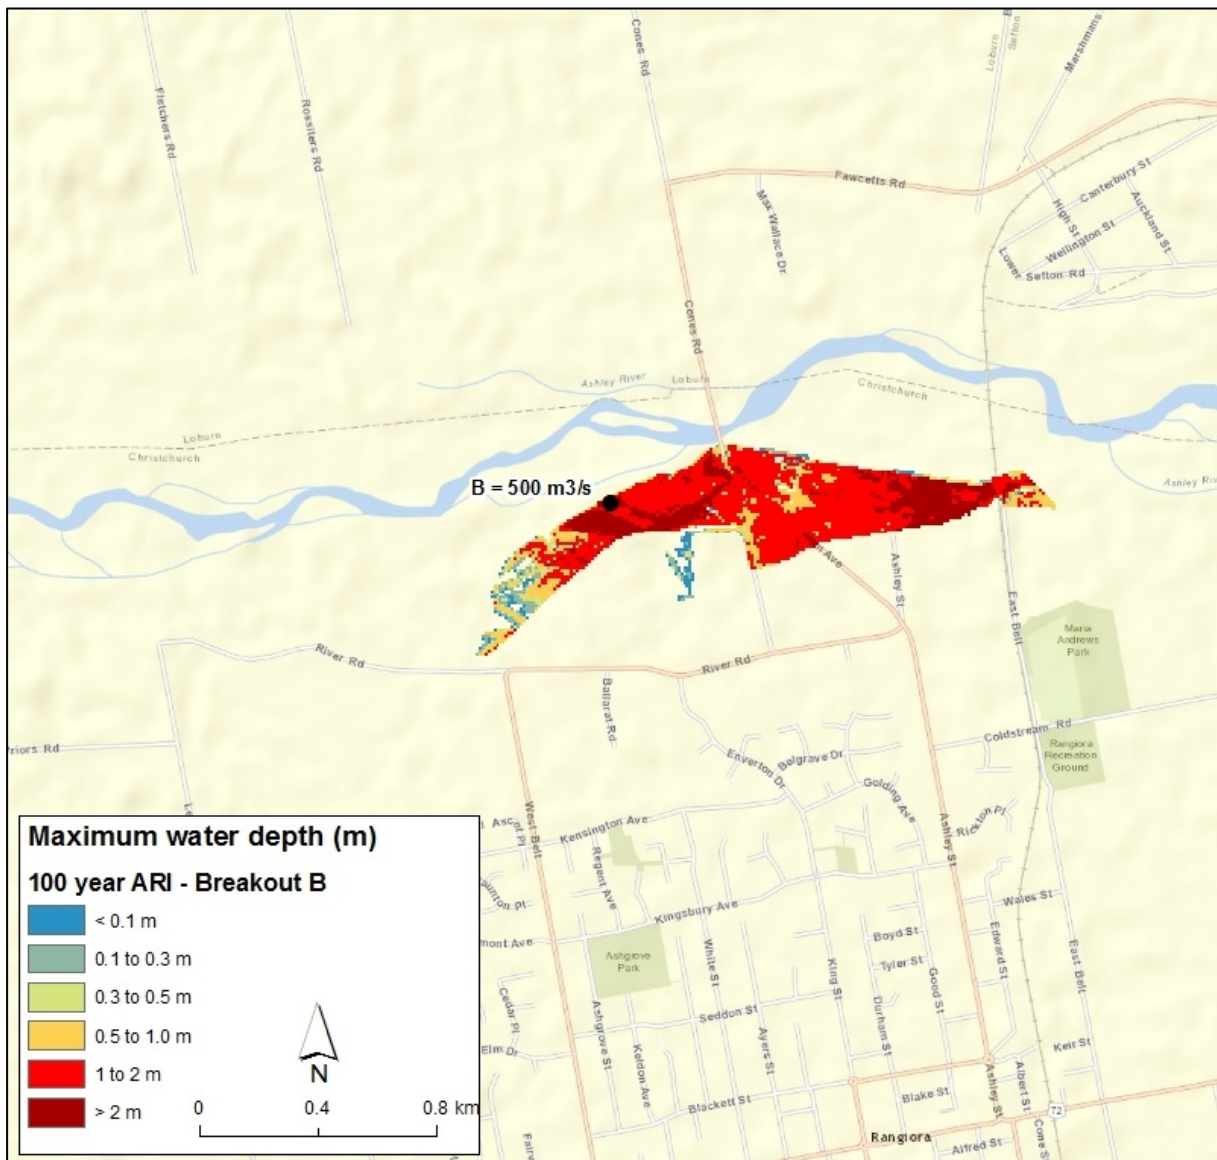 Cones Rd
Loburn
Sefton
Marshmans
Fletchers Rd
Rossiters Rd
Fawcetts Rd
Max Wallace Dr
Canterbury St
High St
Auckland St
Wellington St
Lower
Sefton Rd
Cones Rd
Ashley River
Loburn
Christchurch
Loburn
Christchurch
B = 500 m3/s
Ashley Riv
Ave
Ashley St
East Belt
Maria
Andrews
Park
River Rd
River Rd
Ballarat Rd
Priors Rd
Coldstream Rd
Rangiora
Recreation
Ground
Enverton Dr
Belgrave Dr
Golding Ave
West Belt
Kensington Ave
Ashley St
Rickton Pl
Regent Ave
Kingsbury Ave
Wales St
mont Ave
Ashgrove
Park
White St
King St
Boyd St
Tyler St
Good St
Edward St
East Belt
Cedar Pl
Seddon St
Durham St
Elm Dr
Ashgrove St
Keldon Ave
Ayers St
Keir St
Blackett St
Blake St
Ashley St
Albert St
72
Rangiora
Alfred St
Cone S
Fairv
Maximum water depth (m)
100 year ARI - Breakout B
< 0.1 m
0.1 to 0.3 m
0.3 to 0.5 m
0.5 to 1.0 m
1 to 2 m
> 2 m
N
0 0.4 0.8 km